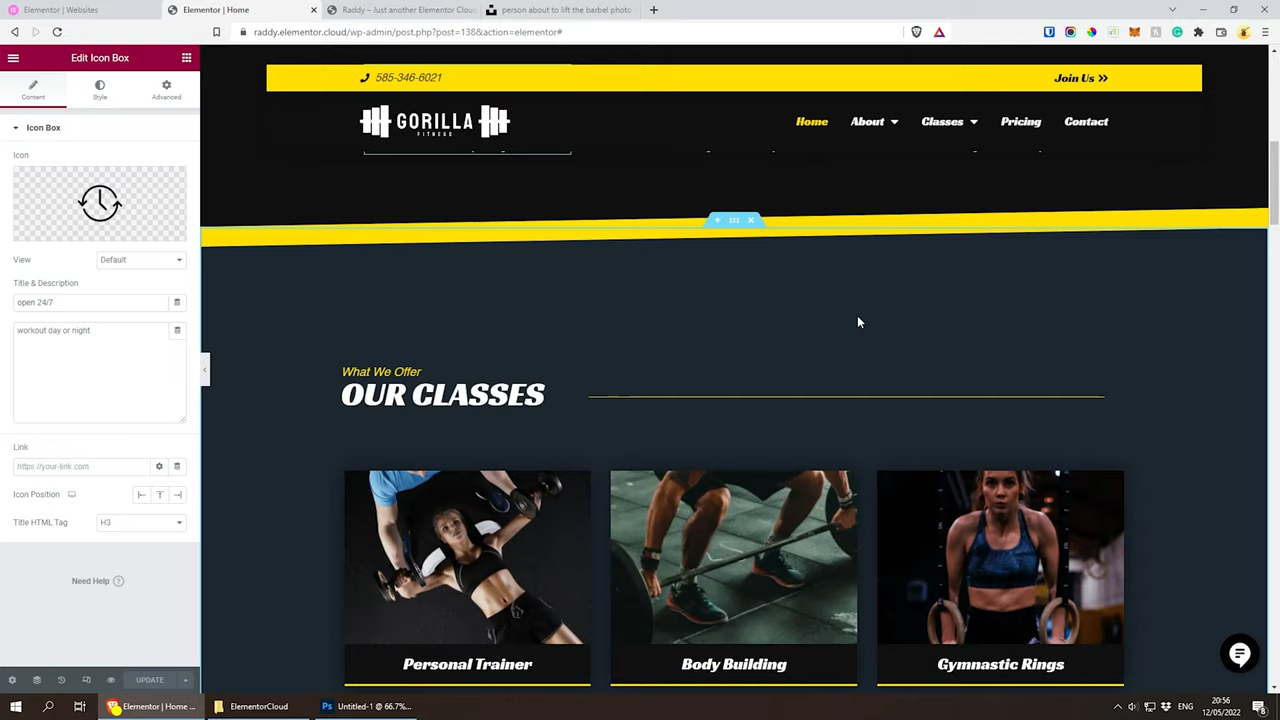 Elementor | Websites
Elementor | Home
Raddy – Just another Elementor Cloud
person about to lift the barbel photo
raddy.elementor.cloud/wp-admin/post.php?post=138&action=elementor#
Edit Icon Box
Content
Style
Advanced
Icon Box
Icon
View
Default
Title & Description
open 24/7
workout day or night
Link
https://your-link.com
Icon Position
Title HTML Tag
H3
Need Help
UPDATE
585-346-6021
Join Us
GORILLA
FITNESS
Home
About
Classes
Pricing
Contact
What We Offer
OUR CLASSES
Personal Trainer
Body Building
Gymnastic Rings
Elementor | Home ...
ElementorCloud
Untitled-1 @ 66.7%...
ENG
20:56
12/05/2022
8